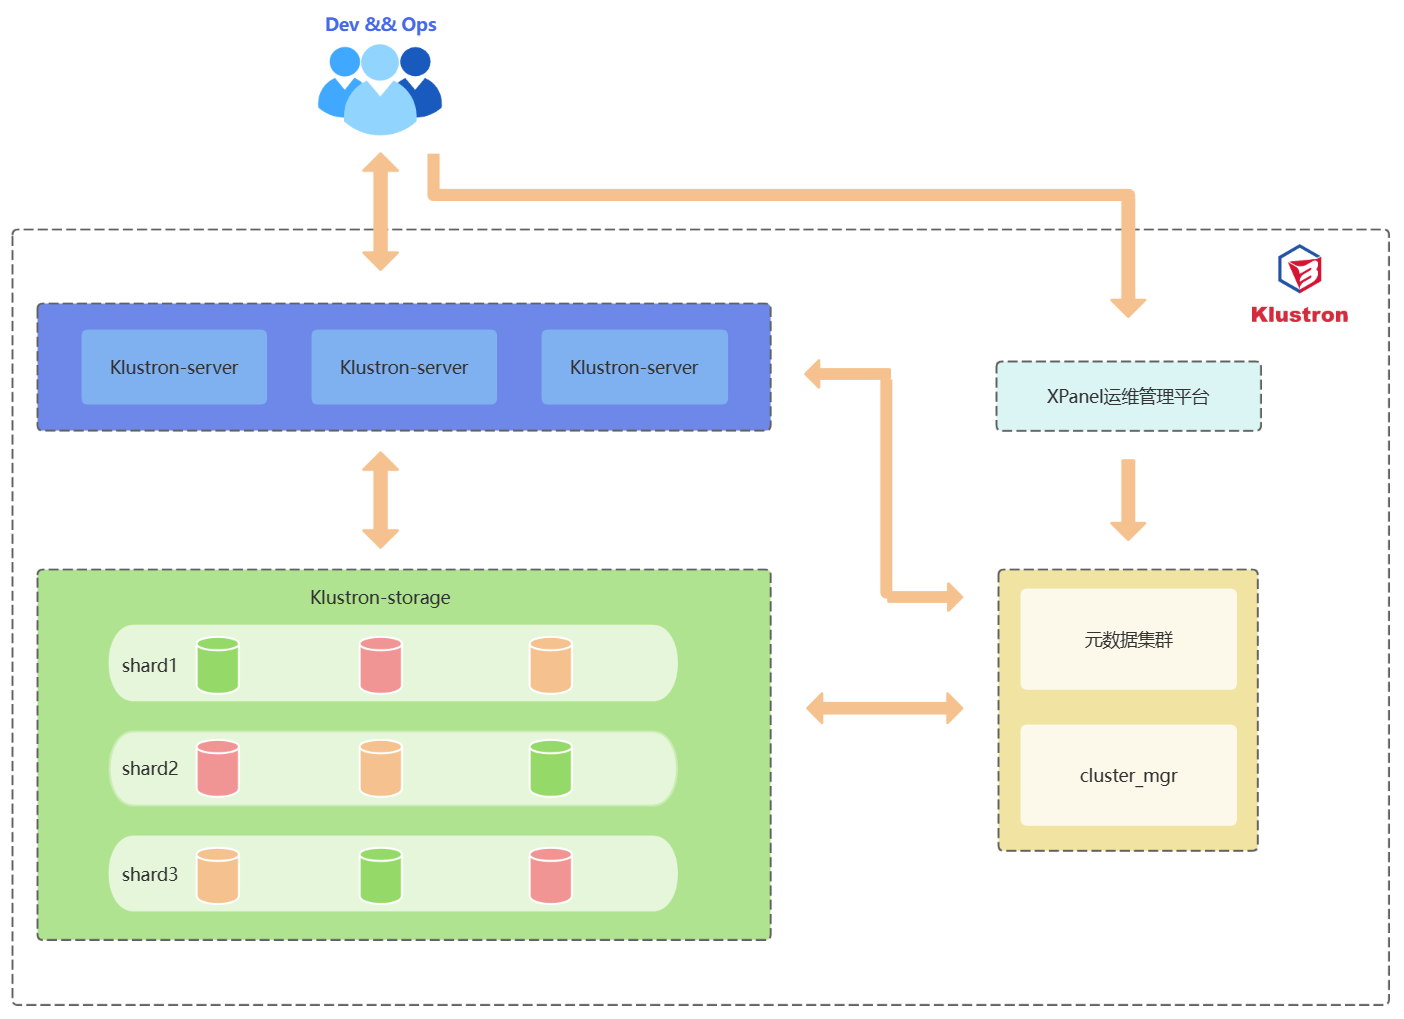 Dev && Ops
Klustron
Klustron-server
Klustron-server
Klustron-server
XPanel运维管理平台
Klustron-storage
shard1
shard2
shard3
元数据集群
cluster_mgr